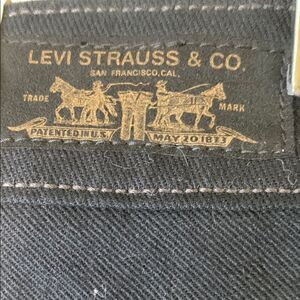 LEVI STRAUSS & CO.
SAN FRANCISCO, CAL.
TRADE MARK
PATENTED IN U.S. MAY 20 1873